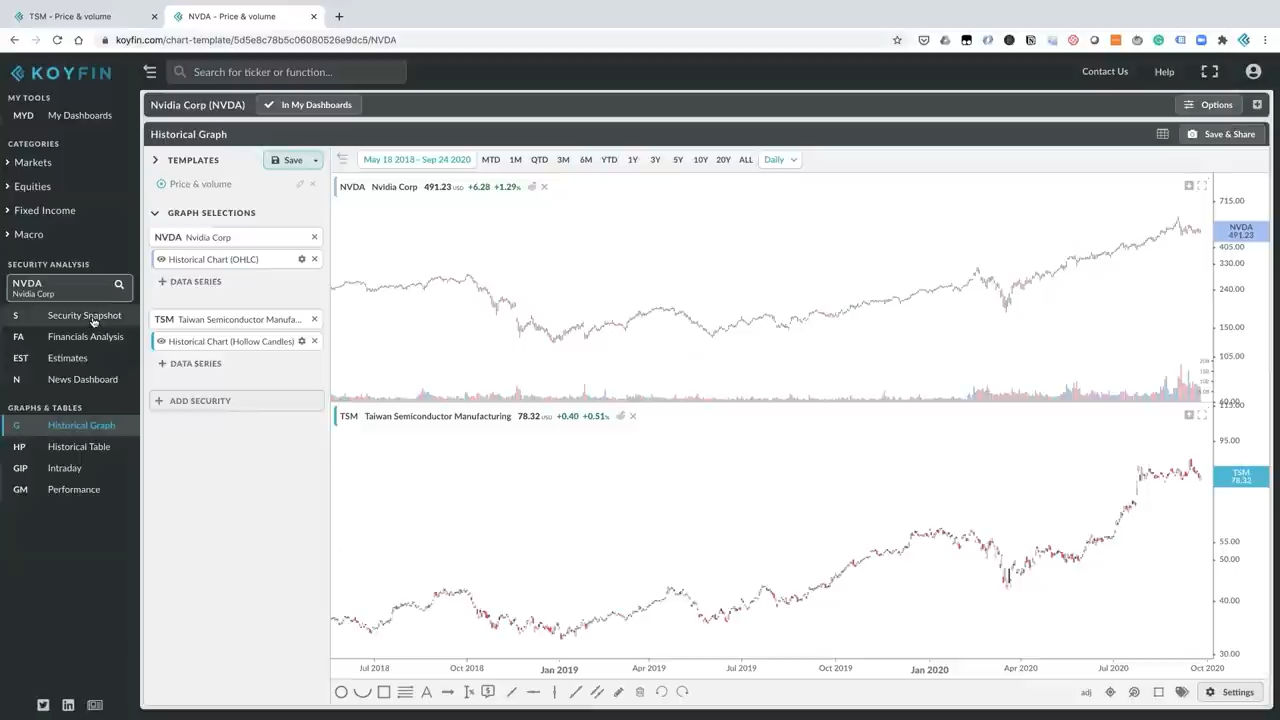 TSM - Price & volume
NVDA - Price & volume
koyfin.com/chart-template/5d5e8c78b5c06080526e9dc5/NVDA
KOYFIN
Search for ticker or function...
Contact Us
Help
MY TOOLS
MYD My Dashboards
CATEGORIES
Markets
Equities
Fixed Income
Macro
SECURITY ANALYSIS
NVDA
Nvidia Corp
S Security Snapshot
FA Financials Analysis
EST Estimates
N News Dashboard
GRAPHS & TABLES
G Historical Graph
HP Historical Table
GIP Intraday
GM Performance
Nvidia Corp (NVDA)
In My Dashboards
Options
Historical Graph
Save & Share
TEMPLATES
Save
Price & volume
GRAPH SELECTIONS
NVDA Nvidia Corp
Historical Chart (OHLC)
+ DATA SERIES
TSM Taiwan Semiconductor Manufa...
Historical Chart (Hollow Candles)
+ DATA SERIES
+ ADD SECURITY
May 18 2018 - Sep 24 2020 MTD 1M QTD 3M 6M YTD 1Y 3Y 5Y 10Y 20Y ALL Daily
NVDA Nvidia Corp 491.23 USD +6.28 +1.29%
715.00
NVDA
491.23
405.00
330.00
240.00
150.00
105.00
60.00
115.00
TSM Taiwan Semiconductor Manufacturing 78.32 USD +0.40 +0.51%
95.00
TSM
78.32
55.00
50.00
40.00
30.00
Jul 2018 Oct 2018 Jan 2019 Apr 2019 Jul 2019 Oct 2019 Jan 2020 Apr 2020 Jul 2020 Oct 2020
adj
Settings